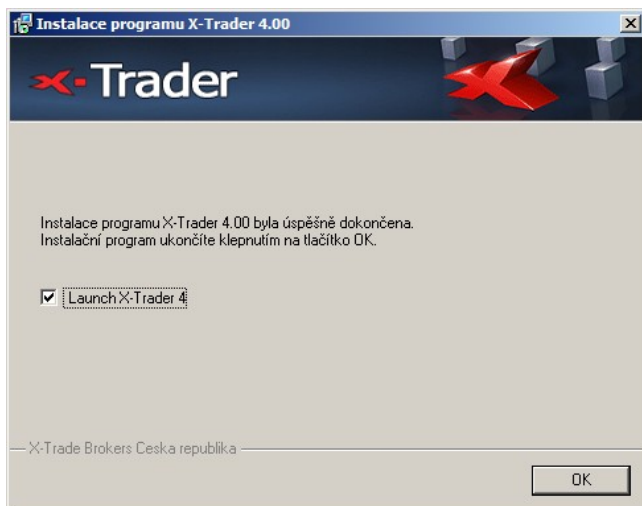 Instalace programu X-Trader 4.00
x-Trader
Instalace programu X-Trader 4.00 byla úspěšně dokončena.
Instalační program ukončíte klepnutím na tlačítko OK.
Launch X-Trader 4
X-Trade Brokers Ceska republika
OK